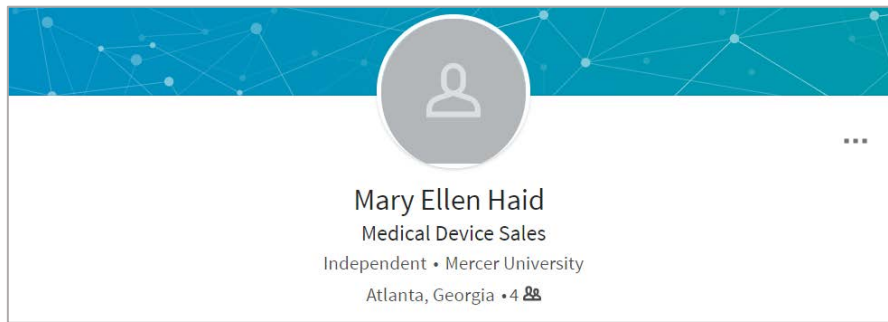 Mary Ellen Haid
Medical Device Sales
Independent • Mercer University
Atlanta, Georgia • 4